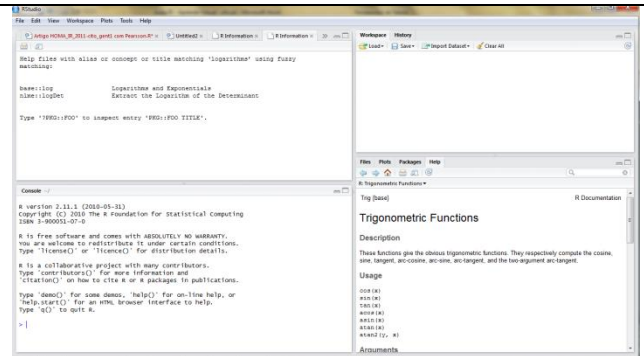 RStudio
File Edit View Workspace Plots Tools Help
Artigo HOMA_IR_2011-cito_gent1 com Pearson.R* Untitled2 R Information R Information
Help files with alias or concept or title matching 'logarithms' using fuzzy
matching:
base::log Logarithms and Exponentials
nlme::logDet Extract the Logarithm of the Determinant
Type '?PKG::FOO' to inspect entry 'PKG::FOO TITLE'.
Console ~/
R version 2.11.1 (2010-05-31)
Copyright (C) 2010 The R Foundation for Statistical Computing
ISBN 3-900051-07-0
R is free software and comes with ABSOLUTELY NO WARRANTY.
You are welcome to redistribute it under certain conditions.
Type 'license()' or 'licence()' for distribution details.
R is a collaborative project with many contributors.
Type 'contributors()' for more information and
'citation()' on how to cite R or R packages in publications.
Type 'demo()' for some demos, 'help()' for on-line help, or
'help.start()' for an HTML browser interface to help.
Type 'q()' to quit R.
>
Workspace History
Load Save Import Dataset Clear All
Files Plots Packages Help
R: Trigonometric Functions
Trig {base} R Documentation
Trigonometric Functions
Description
These functions give the obvious trigonometric functions. They respectively compute the cosine,
sine, tangent, arc-cosine, arc-sine, arc-tangent, and the two-argument arc-tangent.
Usage
cos(x)
sin(x)
tan(x)
acos(x)
asin(x)
atan(x)
atan2(y, x)
Arguments